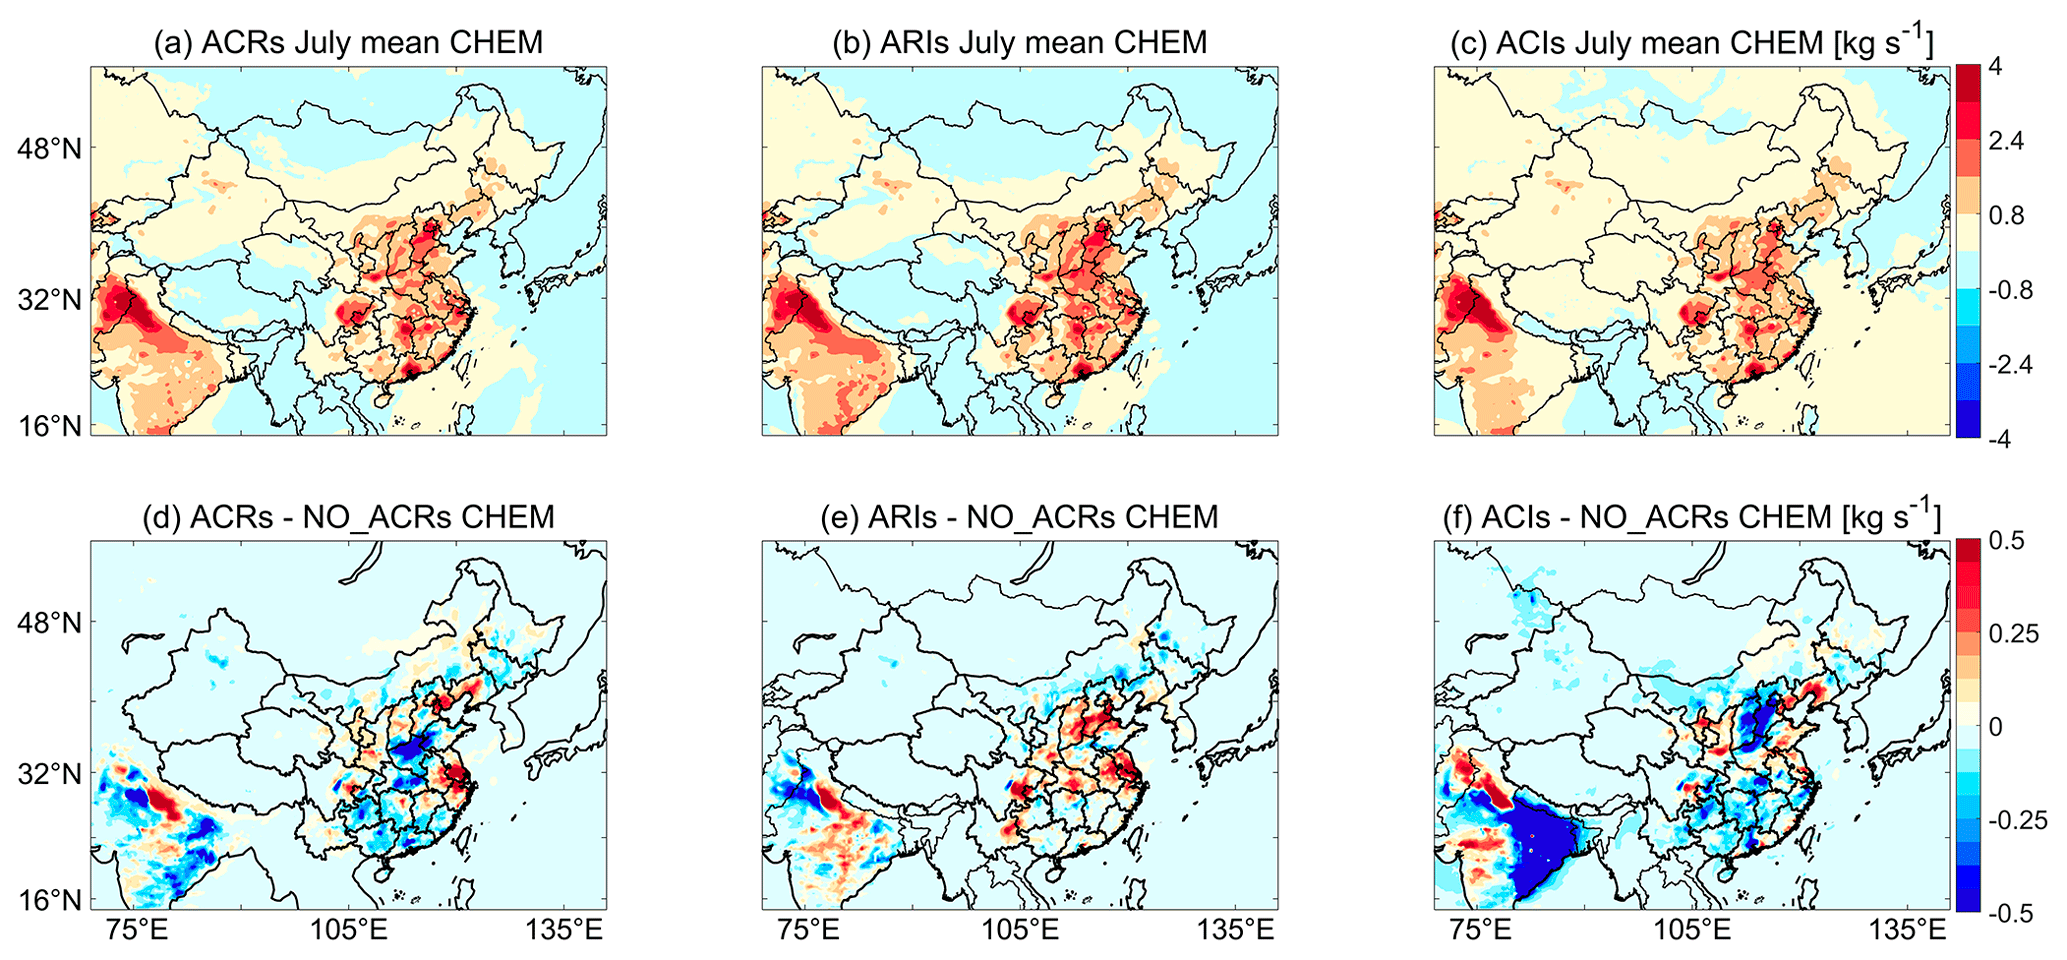 (a) ACRs July mean CHEM
(b) ARIs July mean CHEM
(c) ACIs July mean CHEM [kg s⁻¹]
48°N
32°N
16°N
4
2.4
0.8
-0.8
-2.4
-4
(d) ACRs - NO_ACRs CHEM
(e) ARIs - NO_ACRs CHEM
(f) ACIs - NO_ACRs CHEM [kg s⁻¹]
48°N
32°N
16°N
0.5
0.25
0
-0.25
-0.5
75°E 105°E 135°E
75°E 105°E 135°E
75°E 105°E 135°E